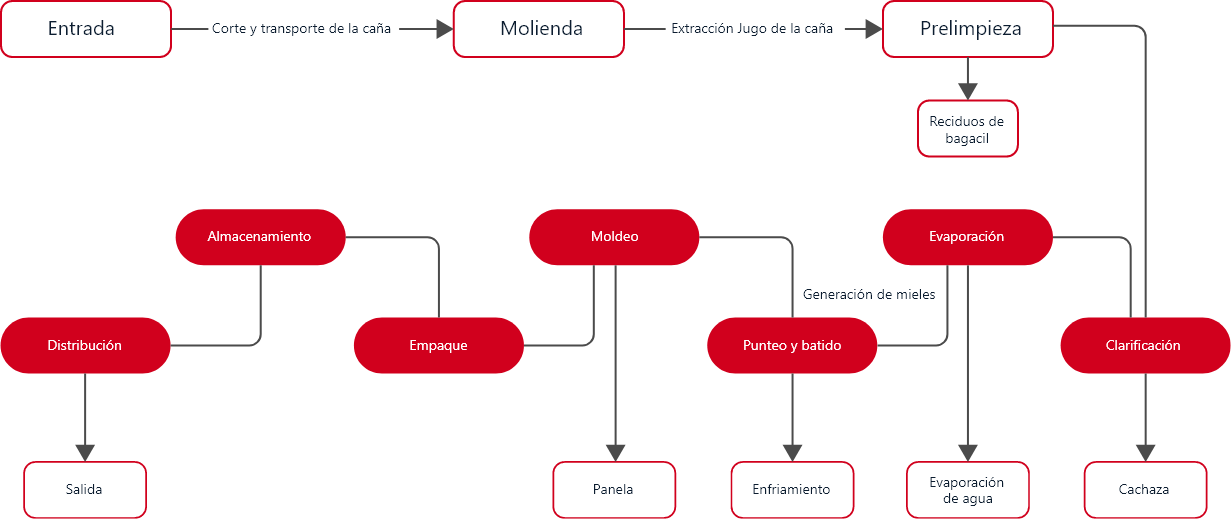 Entrada
Corte y transporte de la caña
Molienda
Extracción Jugo de la caña
Prelimpieza
Reciduos de
bagacil
Almacenamiento
Moldeo
Evaporación
Generación de mieles
Distribución
Empaque
Punteo y batido
Clarificación
Salida
Panela
Enfriamiento
Evaporación
de agua
Cachaza